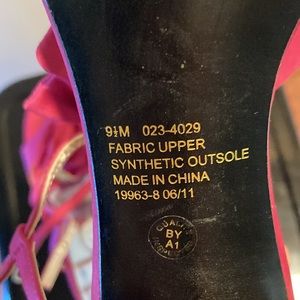 9½M 023-4029
FABRIC UPPER
SYNTHETIC OUTSOLE
MADE IN CHINA
19963-8 06/11
BY
A1